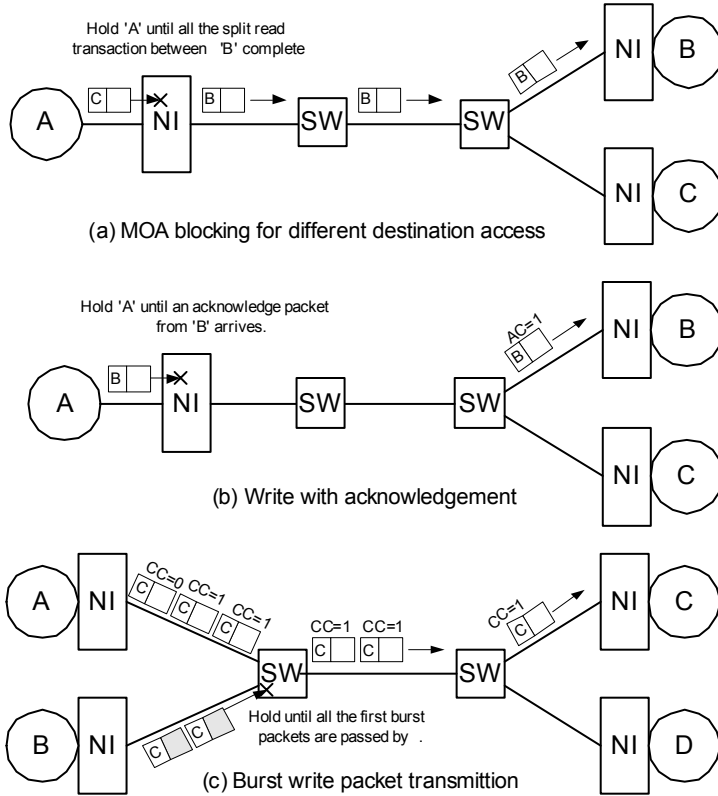 Hold 'A' until all the split read
transaction between 'B' complete
C
B
B
B
A
NI
SW
SW
NI
B
NI
C
(a) MOA blocking for different destination access
Hold 'A' until an acknowledge packet
from 'B' arrives.
B
AC=1
B
A
NI
SW
SW
NI
B
NI
C
(b) Write with acknowledgement
A
NI
CC=0
CC=1
CC=1
C
C
C
CC=1
CC=1
C
C
CC=1
C
NI
C
SW
SW
B
NI
C
C
Hold until all the first burst
packets are passed by .
NI
D
(c) Burst write packet transmittion